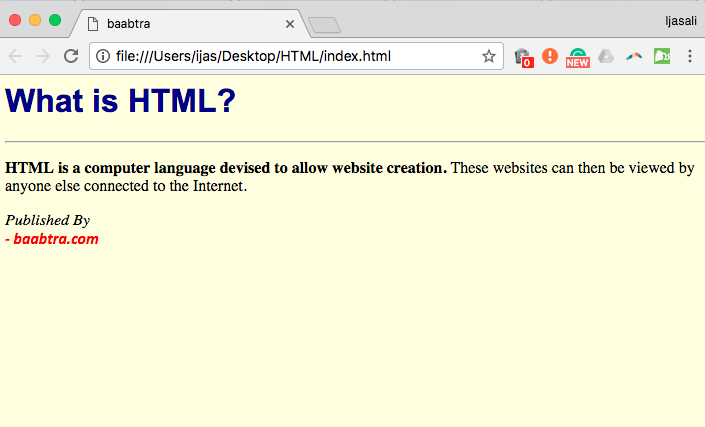 baabtra
Ijasali
file:///Users/ijas/Desktop/HTML/index.html
0
NEW
What is HTML?
HTML is a computer language devised to allow website creation. These websites can then be viewed by
anyone else connected to the Internet.
Published By
- baabtra.com